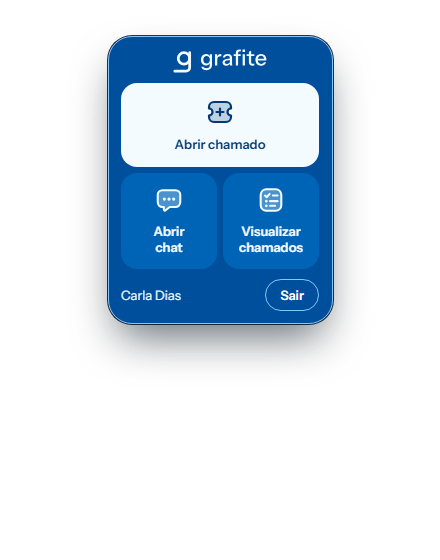 grafite
Abrir chamado
Abrir
chat
Visualizar
chamados
Carla Dias
Sair